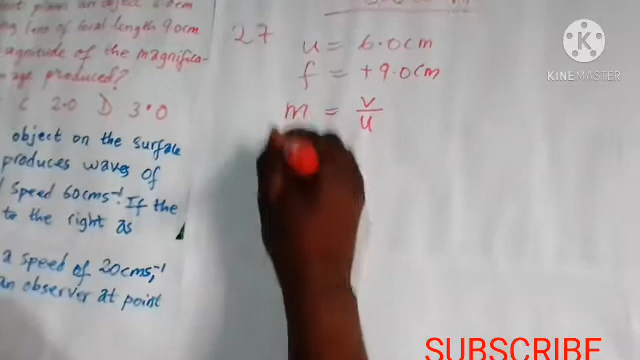 an object 6.0cm
lens of focal length 9.0cm
magnitude of the magnifica-
produced?
C 2.0 D 3.0
object on the surface
produces waves of
speed 60cms⁻¹. If the
to the right as
a speed of 20cms⁻¹,
an observer at point
27
u = 6.0cm
f = +9.0cm
m = v/u
KINEMASTER
SUBSCRIBE